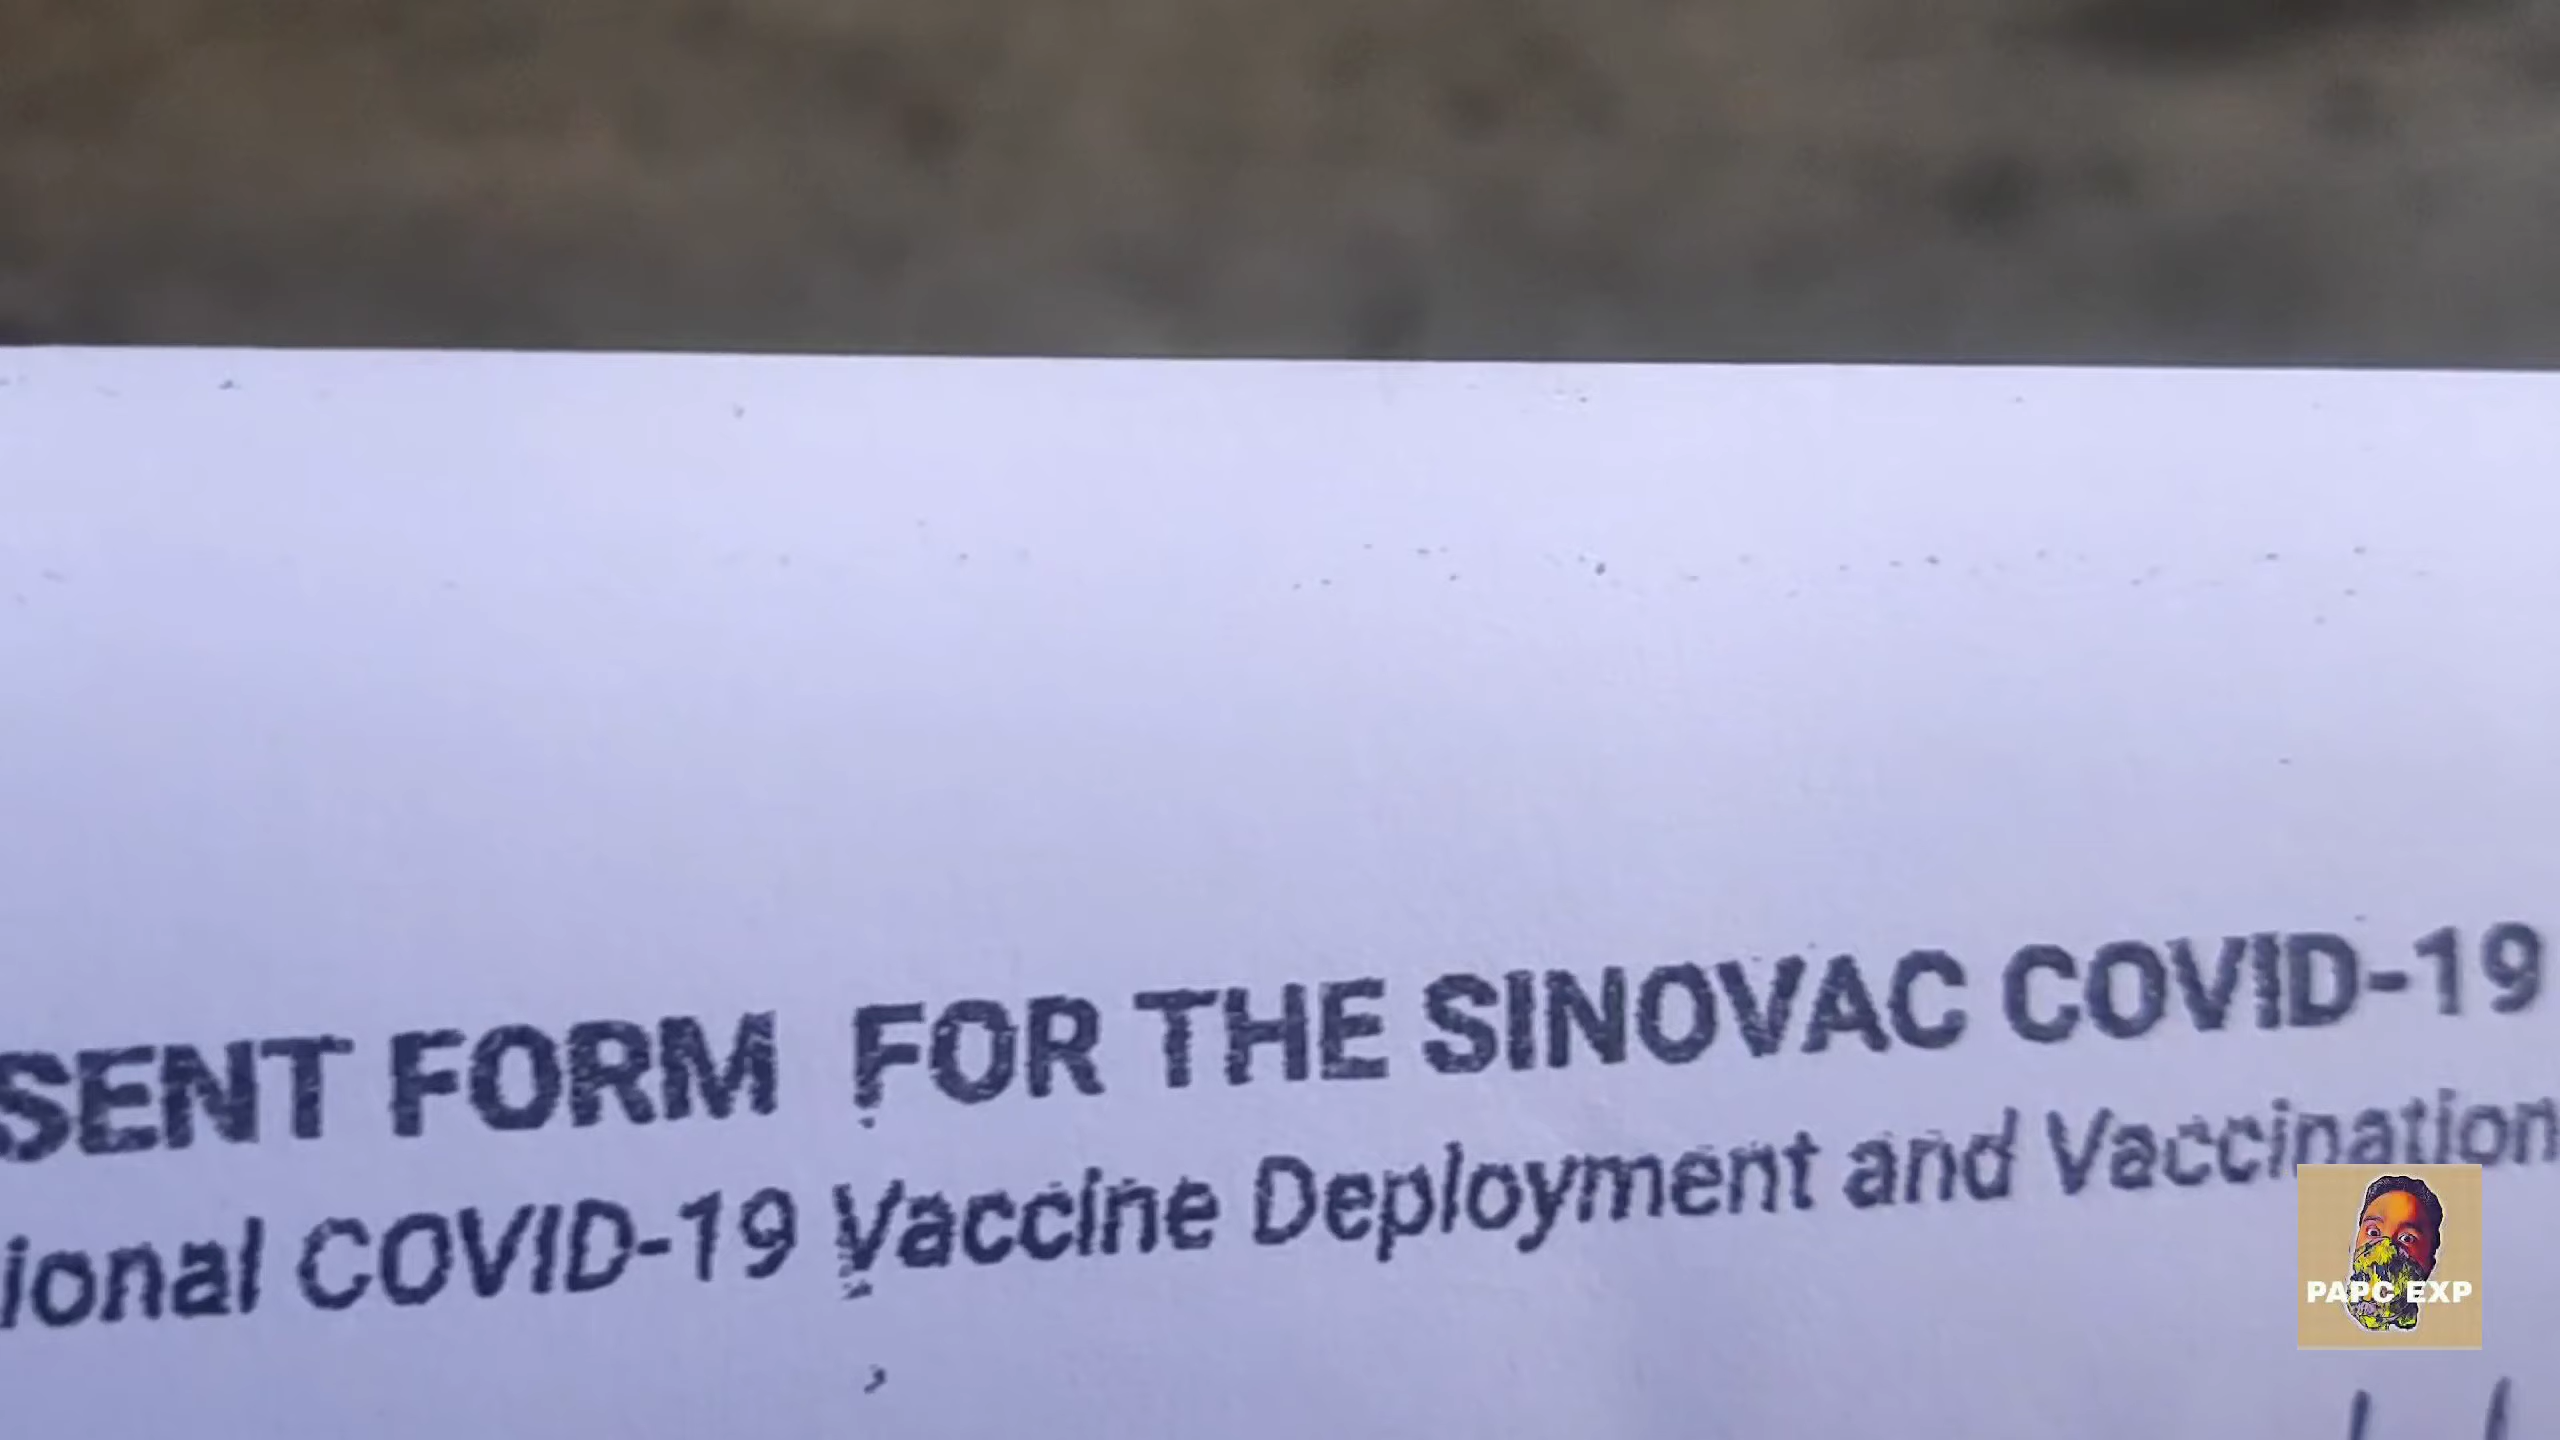 SENT FORM FOR THE SINOVAC COVID-19
ional COVID-19 Vaccine Deployment and Vaccination
PAPC EXP